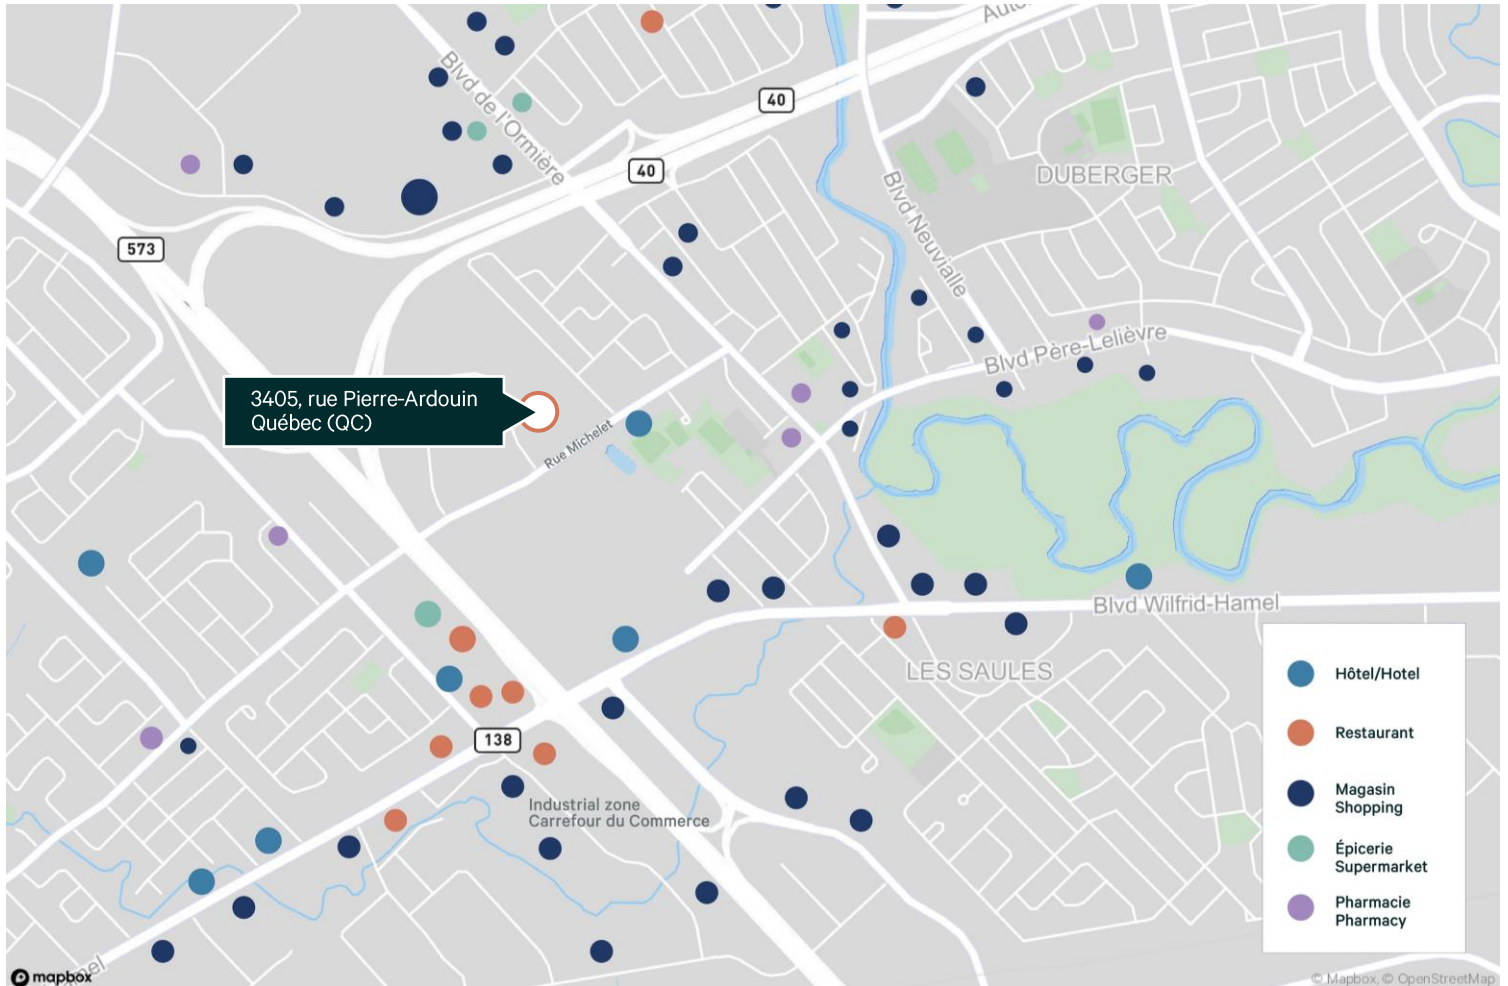 Auto
Blvd de l'Ormière
40
40
DUBERGER
Blvd Neuvialle
573
Blvd Père-Lelièvre
3405, rue Pierre-Ardouin
Québec (QC)
Rue Michelet
Blvd Wilfrid-Hamel
LES SAULES
138
Industrial zone
Carrefour du Commerce
Hôtel/Hotel
Restaurant
Magasin
Shopping
Épicerie
Supermarket
Pharmacie
Pharmacy
mapbox
© Mapbox, © OpenStreetMap